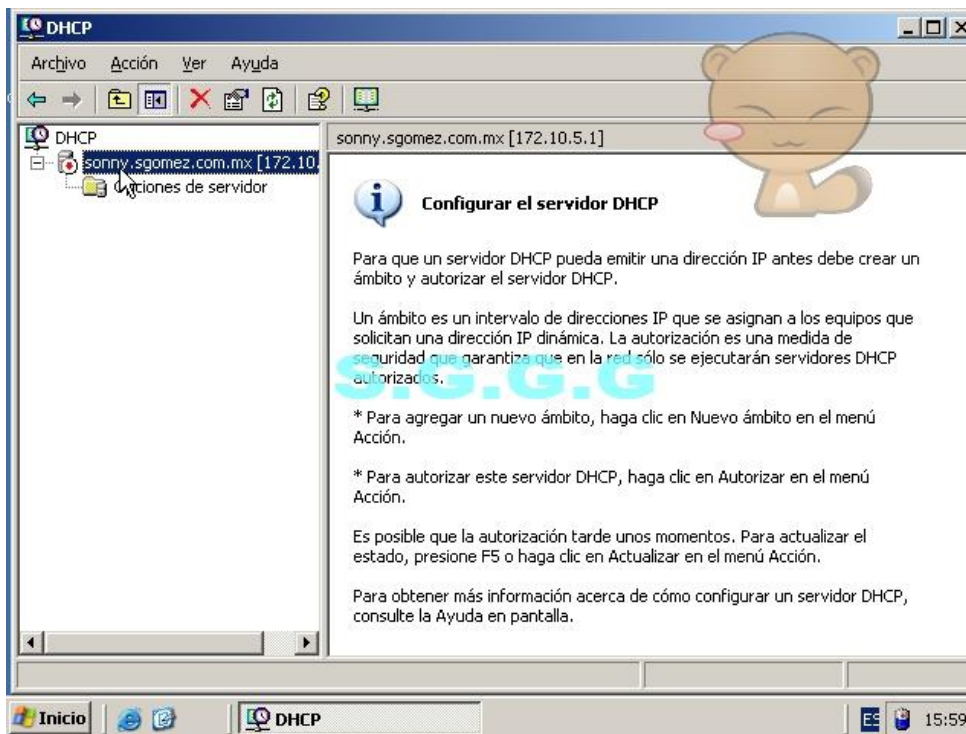 DHCP
Archivo Acción Ver Ayuda
DHCP
sonny.sgomez.com.mx [172.10.
Opciones de servidor
sonny.sgomez.com.mx [172.10.5.1]
Configurar el servidor DHCP
Para que un servidor DHCP pueda emitir una dirección IP antes debe crear un
ámbito y autorizar el servidor DHCP.
Un ámbito es un intervalo de direcciones IP que se asignan a los equipos que
solicitan una dirección IP dinámica. La autorización es una medida de
seguridad que garantiza que en la red sólo se ejecutarán servidores DHCP
autorizados.
S.G.G.G
* Para agregar un nuevo ámbito, haga clic en Nuevo ámbito en el menú
Acción.
* Para autorizar este servidor DHCP, haga clic en Autorizar en el menú
Acción.
Es posible que la autorización tarde unos momentos. Para actualizar el
estado, presione F5 o haga clic en Actualizar en el menú Acción.
Para obtener más información acerca de cómo configurar un servidor DHCP,
consulte la Ayuda en pantalla.
Inicio
DHCP
ES
15:59